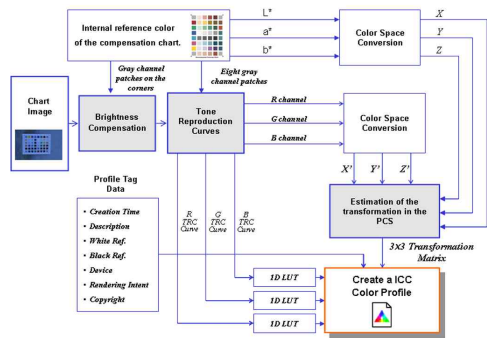 Internal reference color
of the compensation chart.
L*
a*
b*
Color Space
Conversion
X
Y
Z
Gray channel
patches on the
corners
Eight gray
channel patches
Chart
Image
Brightness
Compensation
Tone
Reproduction
Curves
R channel
G channel
B channel
Color Space
Conversion
X'
Y'
Z'
Profile Tag
Data
• Creation Time
• Description
• White Ref.
• Black Ref.
• Device
• Rendering Intent
• Copyright
R
TRC
Curve
G
TRC
Curve
B
TRC
Curve
Estimation of the
transformation in the
PCS
3x3 Transformation
Matrix
1D LUT
1D LUT
1D LUT
Create a ICC
Color Profile